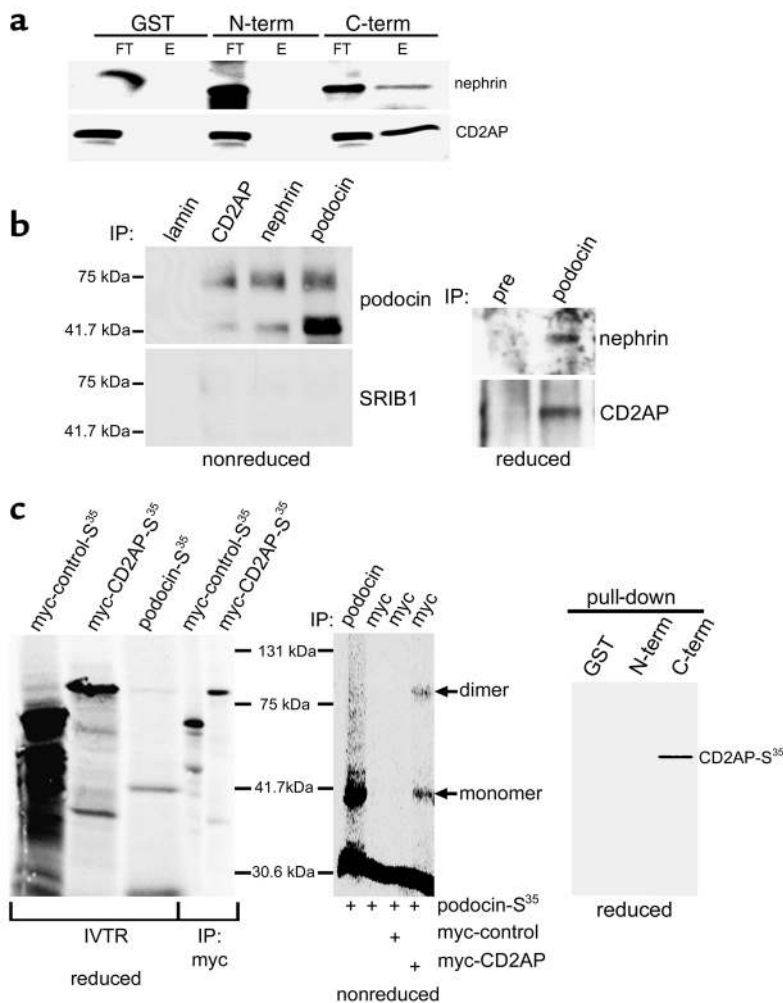 a
GST N-term C-term
FT E FT E FT E
nephrin
CD2AP
b
IP: lamin CD2AP nephrin podocin
75 kDa
41.7 kDa
podocin
75 kDa
41.7 kDa
SRIB1
nonreduced
IP: pre podocin
nephrin
CD2AP
reduced
c
myc-control-S³⁵ myc-CD2AP-S³⁵ podocin-S³⁵ myc-control-S³⁵ myc-CD2AP-S³⁵
131 kDa
75 kDa
41.7kDa
30.6 kDa
IVTR
reduced
IP:
myc
IP: podocin myc myc myc
dimer
monomer
+ + + + podocin-S³⁵
+ myc-control
+ myc-CD2AP
nonreduced
pull-down
GST N-term C-term
CD2AP-S³⁵
reduced